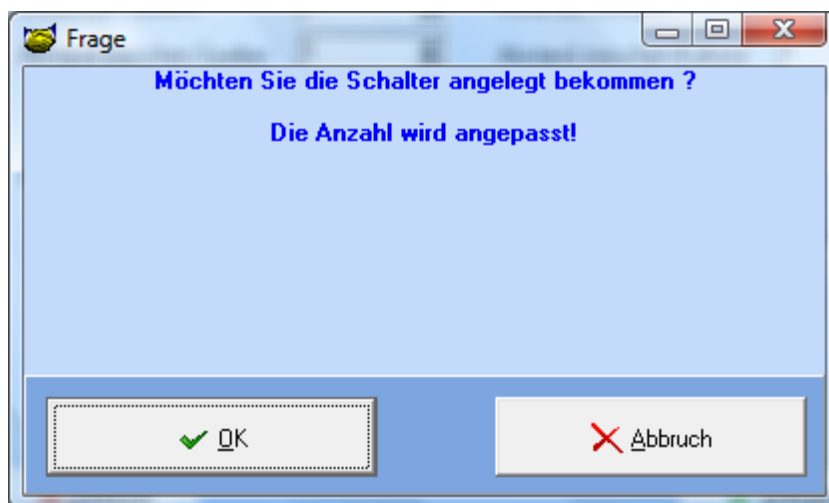 Frage
Möchten Sie die Schalter angelegt bekommen ?
Die Anzahl wird angepasst!
OK
Abbruch